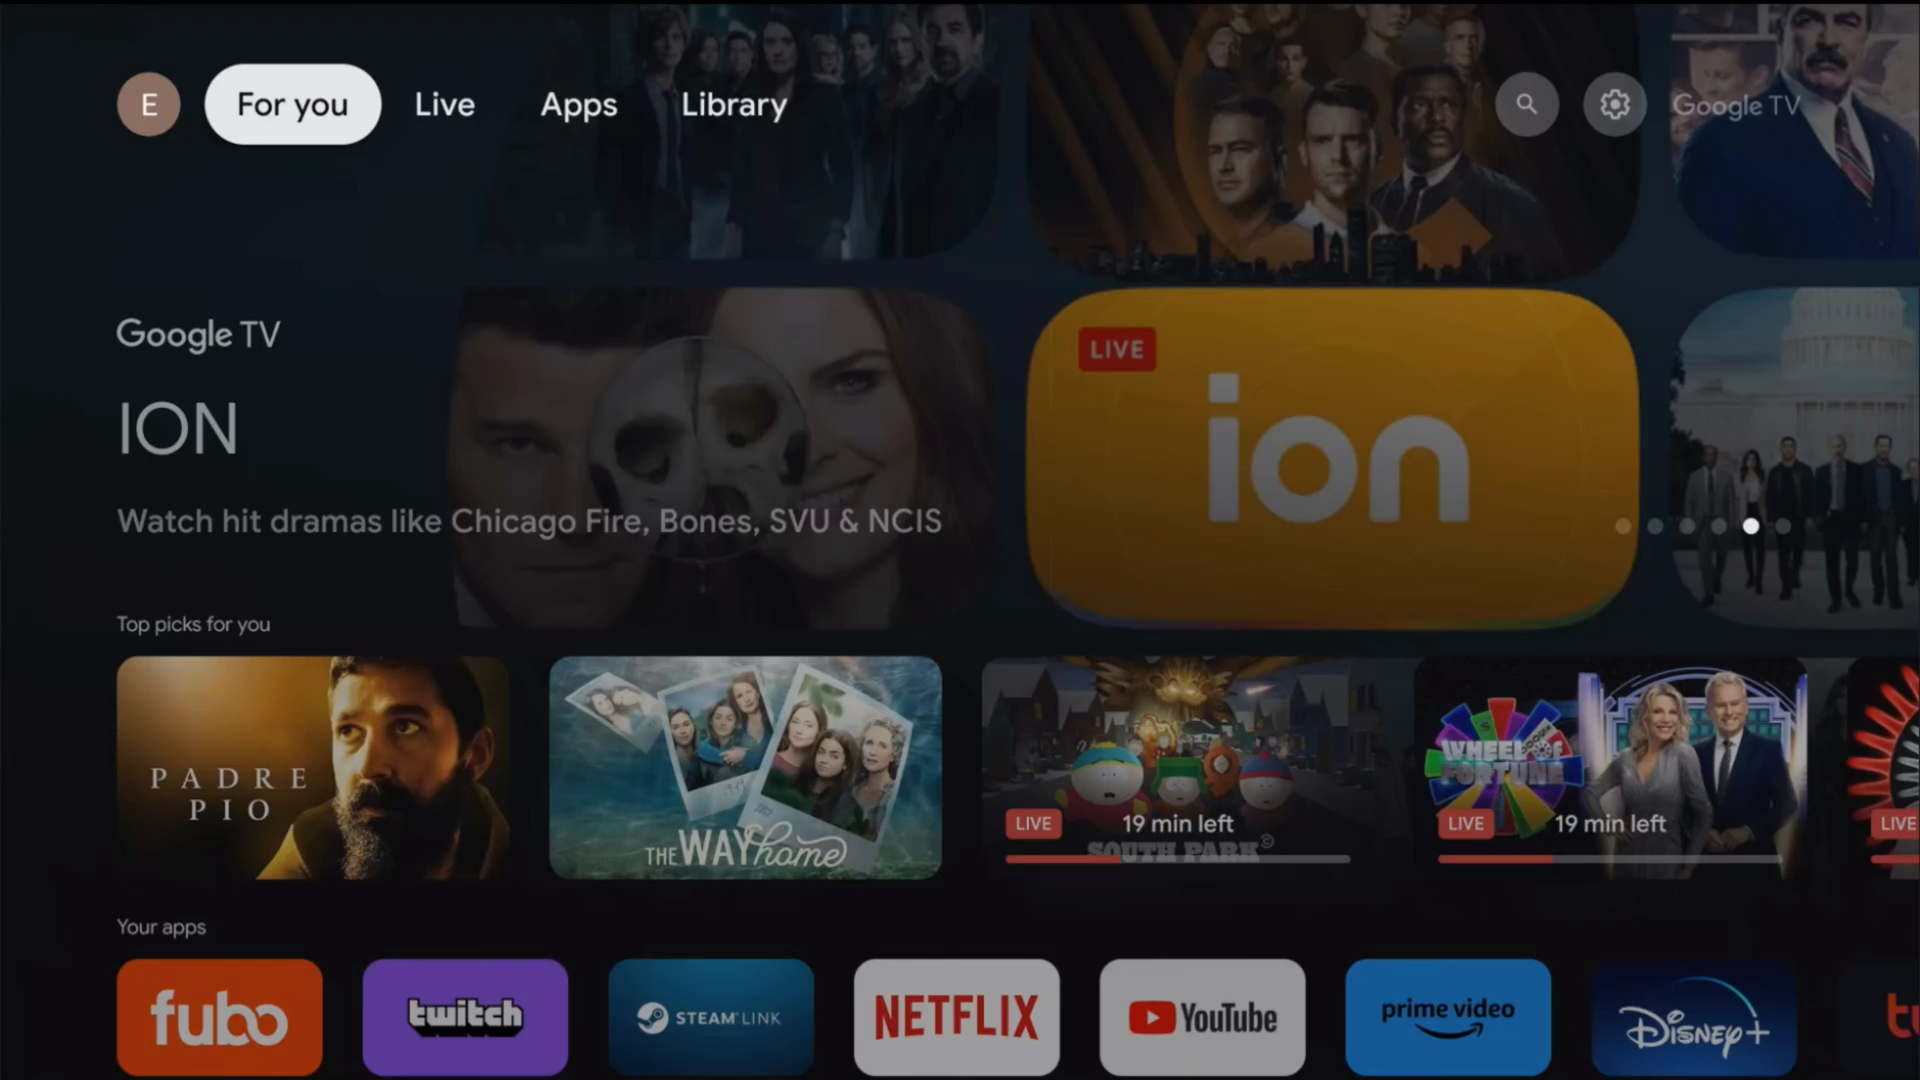 E
For you
Live
Apps
Library
Google TV
Google TV
ION
LIVE
ion
Watch hit dramas like Chicago Fire, Bones, SVU & NCIS
Top picks for you
PADRE
PIO
THE WAY home
LIVE
19 min left
SOUTH PARK
WHEEL OF
FORTUNE
LIVE
19 min left
LIVE
Your apps
fubo
twitch
STEAM LINK
NETFLIX
YouTube
prime video
Disney+
tu